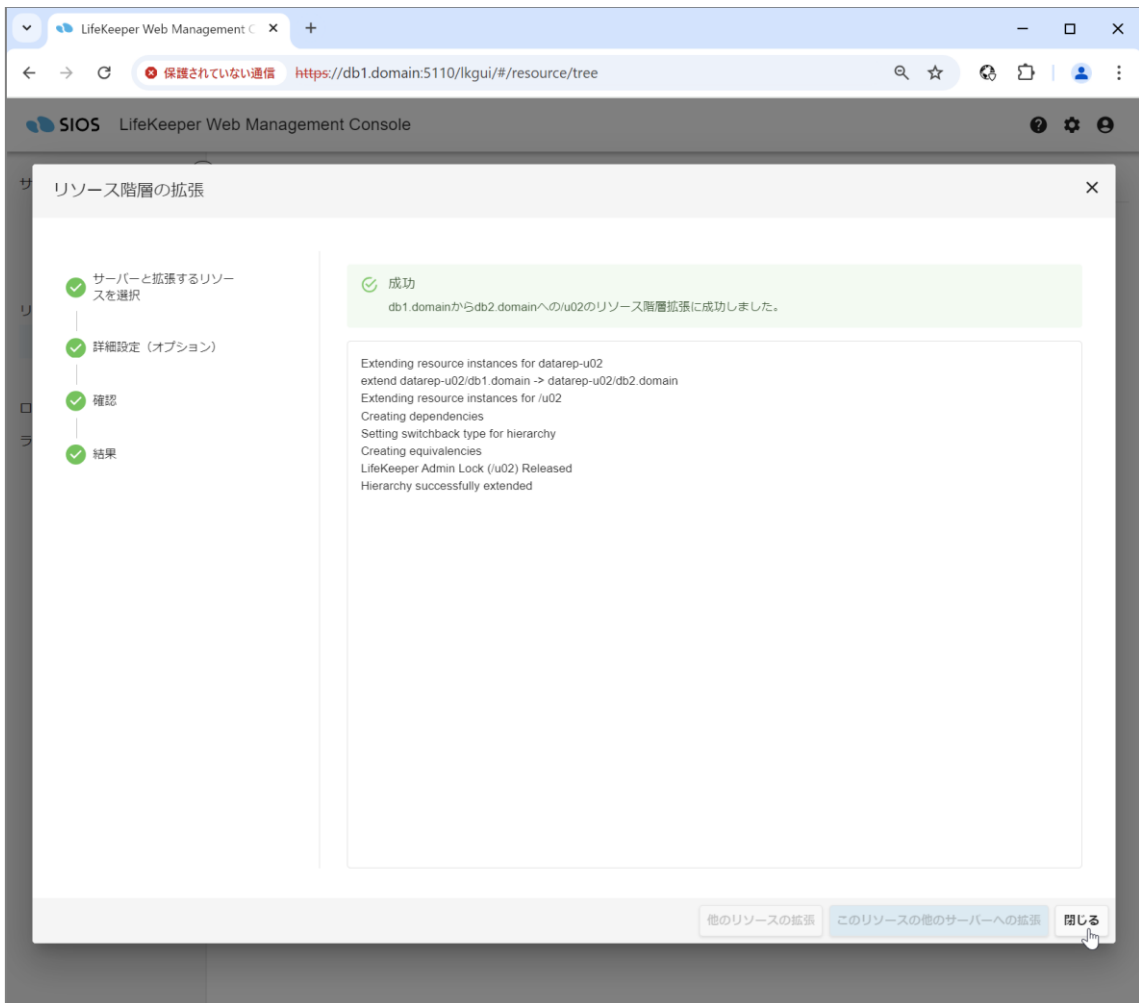 LifeKeeper Web Management C
保護されていない通信 https://db1.domain:5110/lkgui/#/resource/tree
SIOS LifeKeeper Web Management Console
サ
リソース階層の拡張
サーバーと拡張するリソー
スを選択
成功
db1.domainからdb2.domainへの/u02のリソース階層拡張に成功しました。
リ
詳細設定（オプション）
Extending resource instances for datarep-u02
extend datarep-u02/db1.domain -> datarep-u02/db2.domain
Extending resource instances for /u02
Creating dependencies
Setting switchback type for hierarchy
Creating equivalencies
LifeKeeper Admin Lock (/u02) Released
Hierarchy successfully extended
確認
ロ
ラ
結果
他のリソースの拡張 このリソースの他のサーバーへの拡張 閉じる